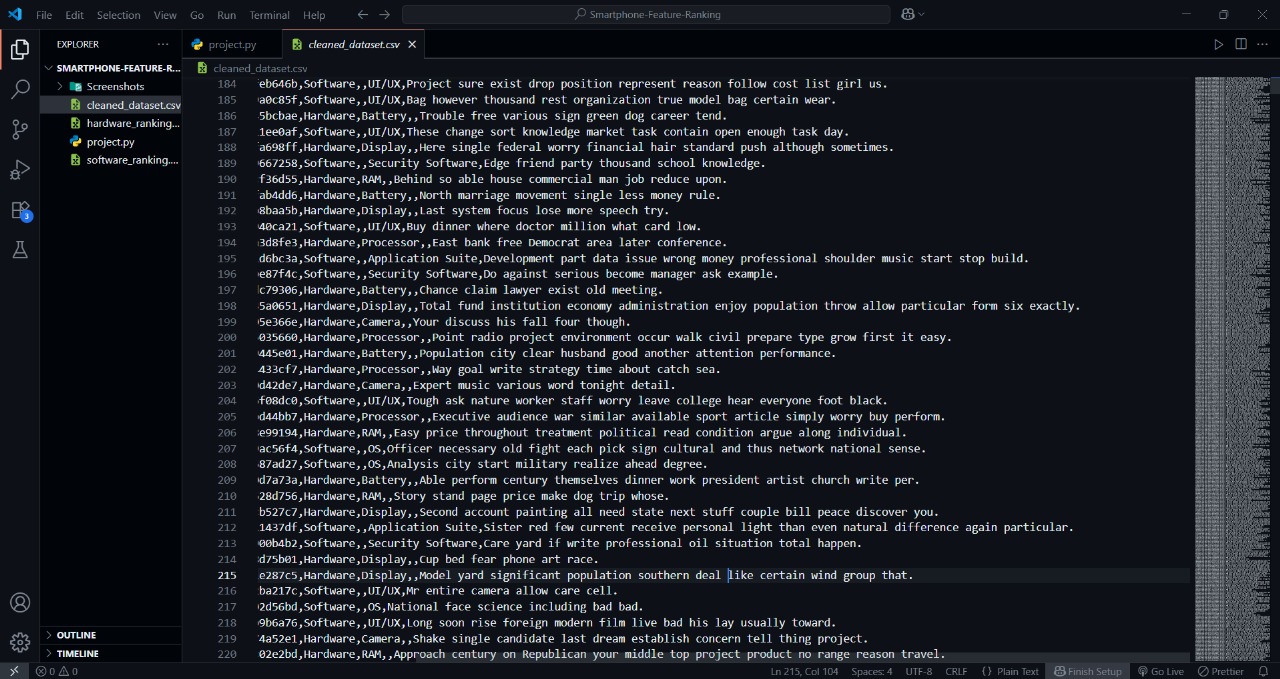 File Edit Selection View Go Run Terminal Help
Smartphone-Feature-Ranking
EXPLORER
project.py
cleaned_dataset.csv
SMARTPHONE-FEATURE-R...
cleaned_dataset.csv
Screenshots
cleaned_dataset.csv
hardware_ranking....
project.py
software_ranking....
184 eb646b,Software,,UI/UX,Project sure exist drop position represent reason follow cost list girl us.
185 a0c85f,Software,,UI/UX,Bag however thousand rest organization true model bag certain wear.
186 5bcbae,Hardware,Battery,,Trouble free various sign green dog career tend.
187 1ee0af,Software,,UI/UX,These change sort knowledge market task contain open enough task day.
188 a698ff,Hardware,Display,,Here single federal worry financial hair standard push although sometimes.
189 667258,Software,,Security Software,Edge friend party thousand school knowledge.
190 f36d55,Hardware,RAM,,Behind so able house commercial man job reduce upon.
191 ab4dd6,Hardware,Battery,,North marriage movement single less money rule.
192 8baa5b,Hardware,Display,,Last system focus lose more speech try.
193 40ca21,Software,,UI/UX,Buy dinner where doctor million what card low.
194 3d8fe3,Hardware,Processor,,East bank free Democrat area later conference.
195 d6bc3a,Software,,Application Suite,Development part data issue wrong money professional shoulder music start stop build.
196 e87f4c,Software,,Security Software,Do against serious become manager ask example.
197 c79306,Hardware,Battery,,Chance claim lawyer exist old meeting.
198 5a0651,Hardware,Display,,Total fund institution economy administration enjoy population throw allow particular form six exactly.
199 5e366e,Hardware,Camera,,Your discuss his fall four though.
200 035660,Hardware,Processor,,Point radio project environment occur walk civil prepare type grow first it easy.
201 445e01,Hardware,Battery,,Population city clear husband good another attention performance.
202 433cf7,Hardware,Processor,,Way goal write strategy time about catch sea.
203 d42de7,Hardware,Camera,,Expert music various word tonight detail.
204 f08dc0,Software,,UI/UX,Tough ask nature worker staff worry leave college hear everyone foot black.
205 d44bb7,Hardware,Processor,,Executive audience war similar available sport article simply worry buy perform.
206 e99194,Hardware,RAM,,Easy price throughout treatment political read condition argue along individual.
207 ac56f4,Software,,OS,Officer necessary old fight each pick sign cultural and thus network national sense.
208 87ad27,Software,,OS,Analysis city start military realize ahead degree.
209 d7a73a,Hardware,Battery,,Able perform century themselves dinner work president artist church write per.
210 28d756,Hardware,RAM,,Story stand page price make dog trip whose.
211 b527c7,Hardware,Display,,Second account painting all need state next stuff couple bill peace discover you.
212 1437df,Software,,Application Suite,Sister red few current receive personal light than even natural difference again particular.
213 00b4b2,Software,,Security Software,Care yard if write professional oil situation total happen.
214 d75b01,Hardware,Display,,Cup bed fear phone art race.
215 e287c5,Hardware,Display,,Model yard significant population southern deal like certain wind group that.
216 ba217c,Software,,UI/UX,Mr entire camera allow care cell.
217 2d56bd,Software,,OS,National face science including bad bad.
218 9b6a76,Software,,UI/UX,Long soon rise foreign modern film live bad his lay usually toward.
219 4a52e1,Hardware,Camera,,Shake single candidate last dream establish concern tell thing project.
220 02e2bd,Hardware,RAM,,Approach century or Republican your middle top project product no range reason travel.
3
OUTLINE
TIMELINE
0 0 Ln 215, Col 104 Spaces: 4 UTF-8 CRLF {} Plain Text Finish Setup Go Live Prettier